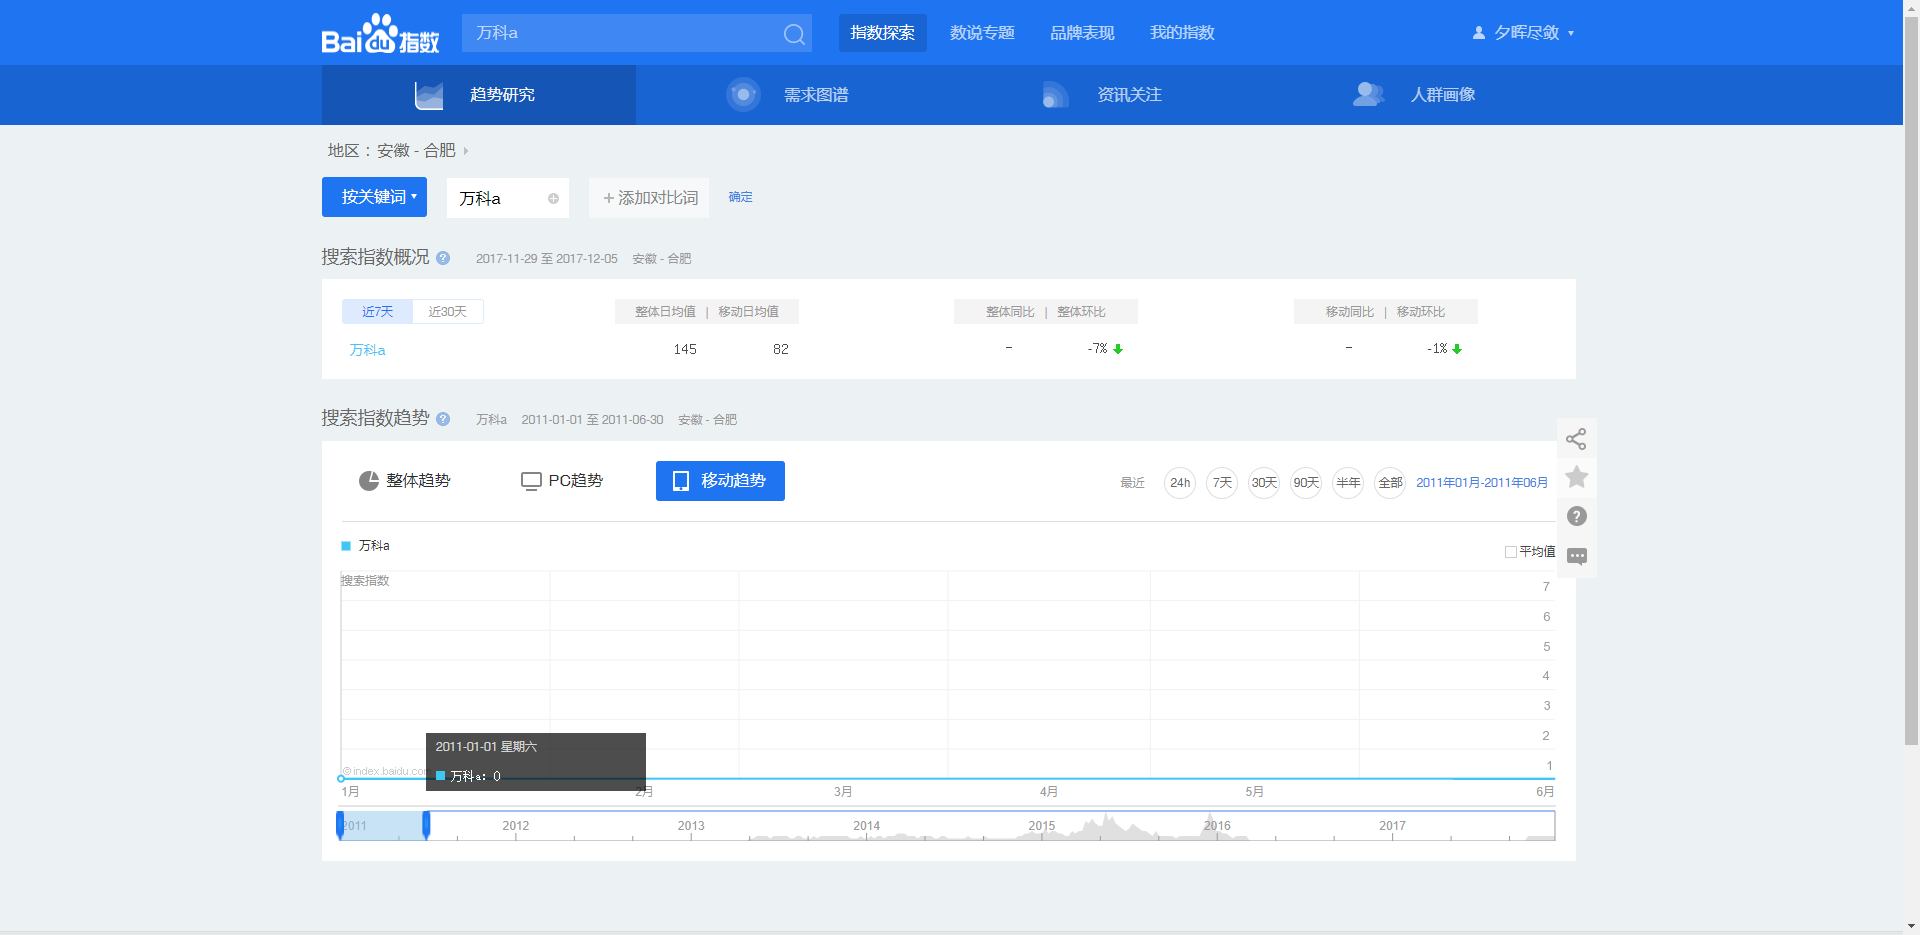 Bai du 指数
万科a
指数探索
数说专题
品牌表现
我的指数
夕晖尽敛
趋势研究
需求图谱
资讯关注
人群画像
地区： 安徽 - 合肥
按关键词
万科a
+ 添加对比词
确定
搜索指数概况 ? 2017-11-29 至 2017-12-05 安徽 - 合肥
近7天 近30天
整体日均值 | 移动日均值
整体同比 | 整体环比
移动同比 | 移动环比
万科a
145
82
–
-7%
–
-1%
搜索指数趋势 ? 万科a 2011-01-01 至 2011-06-30 安徽 - 合肥
整体趋势
PC趋势
移动趋势
最近 24h 7天 30天 90天 半年 全部 2011年01月-2011年06月
?
万科a
平均值
搜索指数
7
6
5
4
3
2
1
2011-01-01 星期六
万科a: 0
© index.baidu.com
1月 2月 3月 4月 5月 6月
2011 2012 2013 2014 2015 2016 2017